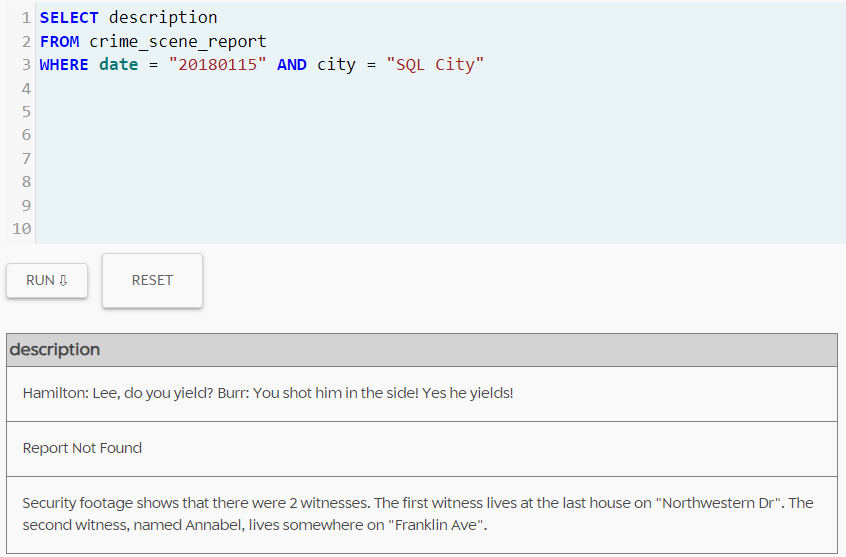 1 SELECT description
2 FROM crime_scene_report
3 WHERE date = "20180115" AND city = "SQL City"
4
5
6
7
8
9
10
RUN ⇩ RESET
description
Hamilton: Lee, do you yield? Burr: You shot him in the side! Yes he yields!
Report Not Found
Security footage shows that there were 2 witnesses. The first witness lives at the last house on "Northwestern Dr". The
second witness, named Annabel, lives somewhere on "Franklin Ave".